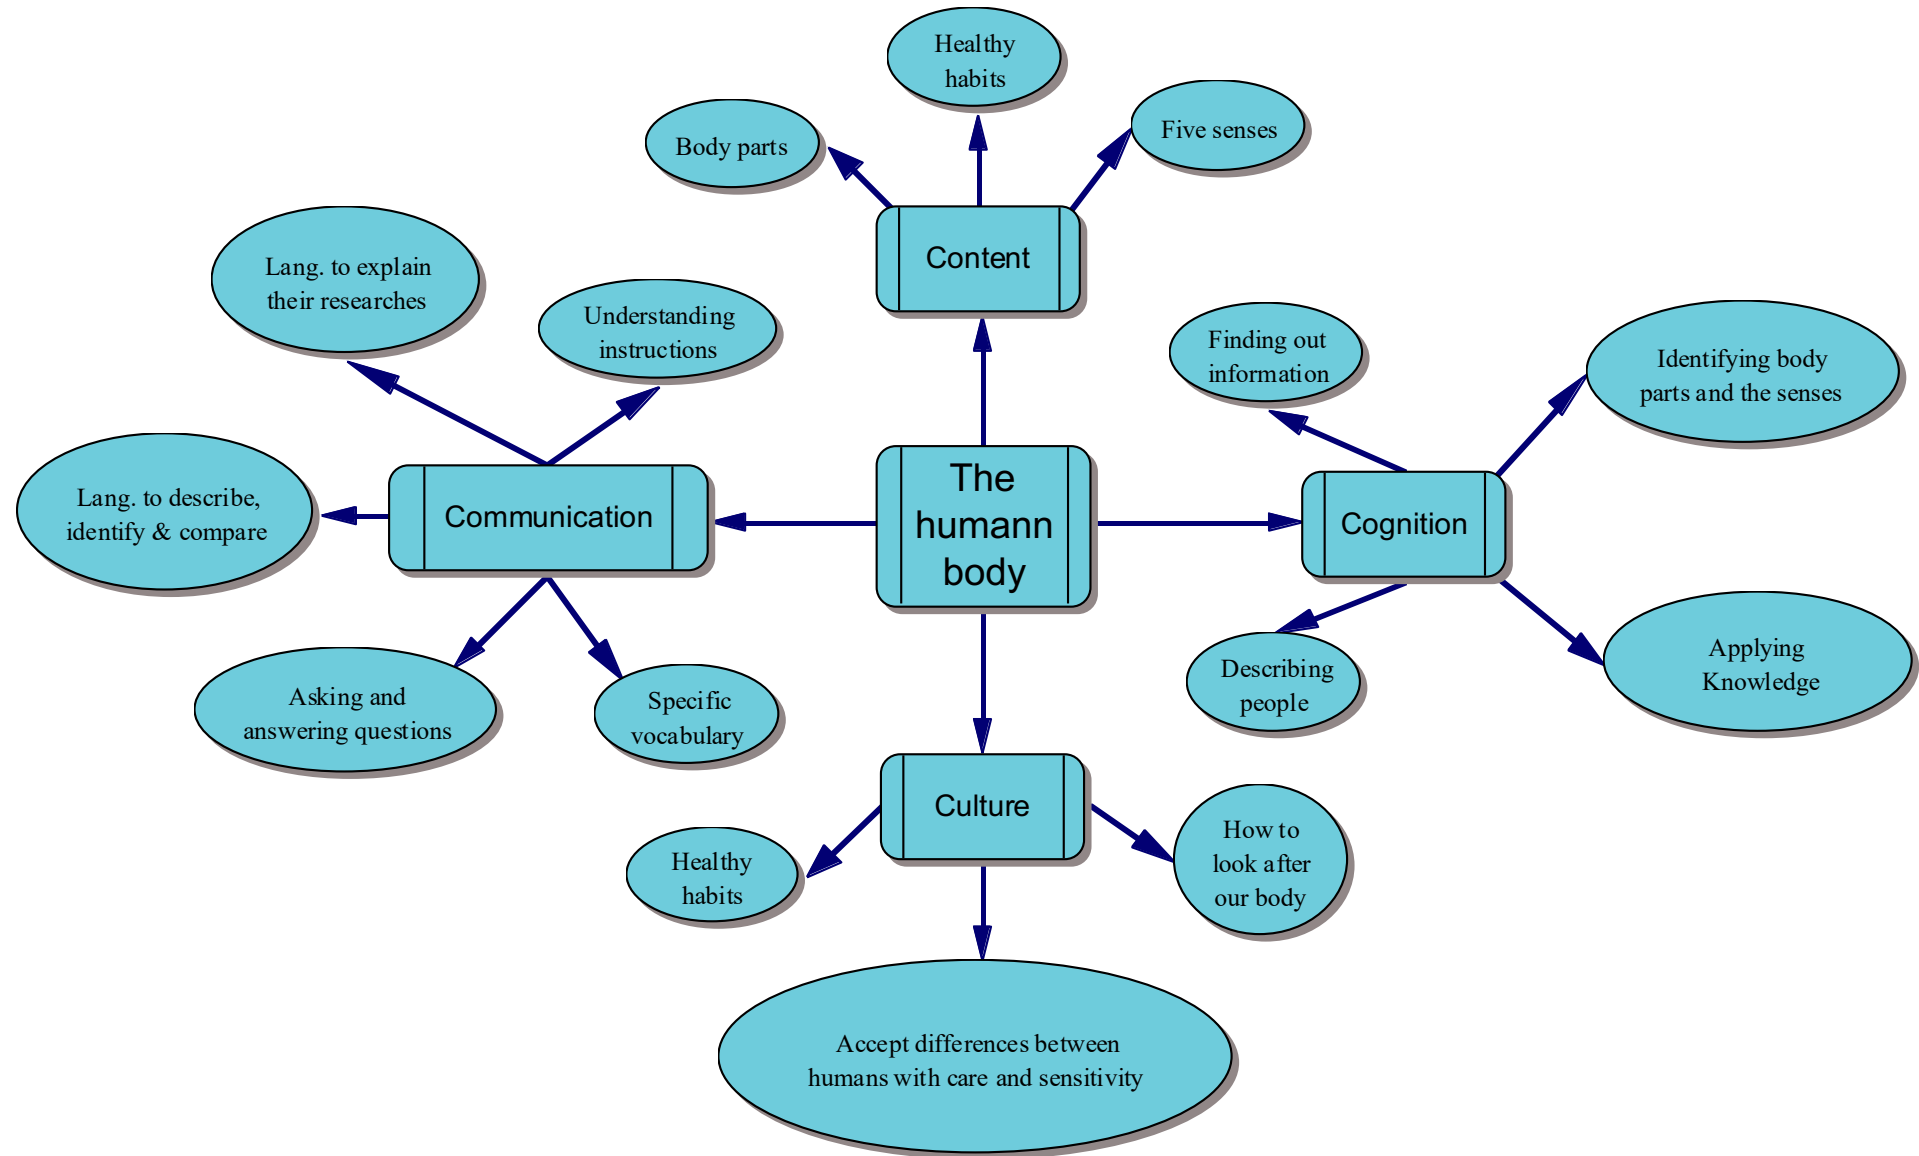 Healthy
habits
Body parts
Five senses
Content
Lang. to explain
their researches
Understanding
instructions
Finding out
information
Identifying body
parts and the senses
Lang. to describe,
identify & compare
Communication
The
humann
body
Cognition
Asking and
answering questions
Specific
vocabulary
Describing
people
Applying
Knowledge
Culture
Healthy
habits
How to
look after
our body
Accept differences between
humans with care and sensitivity